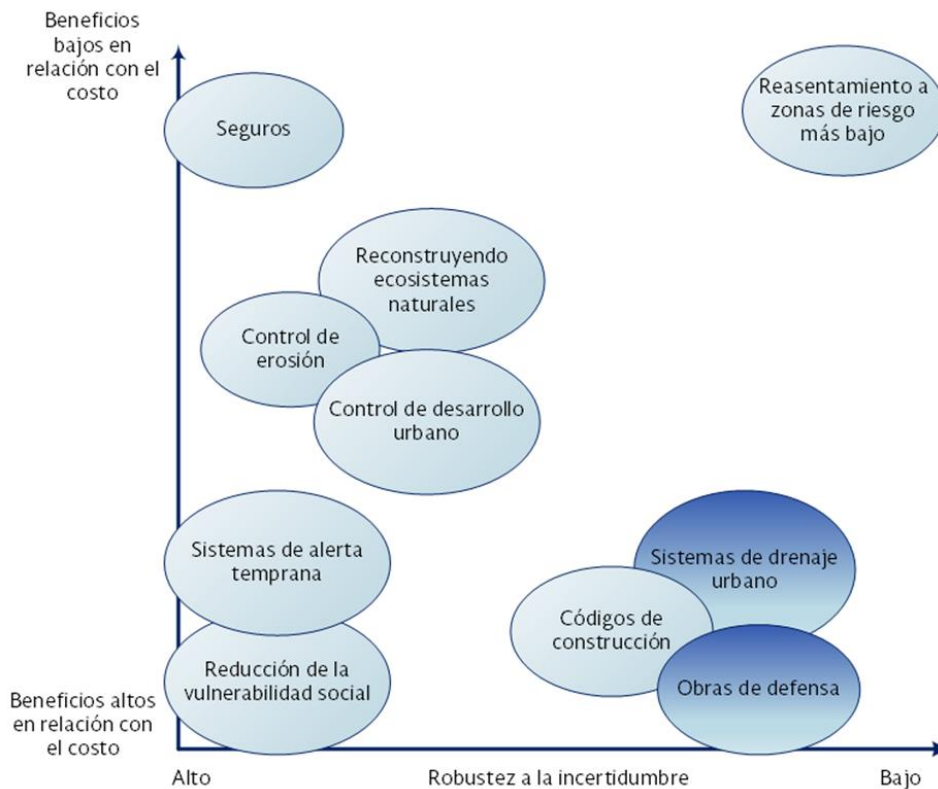 Beneficios
bajos en
relación con el
costo
Seguros
Reasentamiento a
zonas de riesgo
más bajo
Reconstruyendo
ecosistemas
naturales
Control de
erosión
Control de desarrollo
urbano
Sistemas de alerta
temprana
Sistemas de drenaje
urbano
Códigos de
construcción
Reducción de la
vulnerabilidad social
Obras de defensa
Beneficios altos
en relación con
el costo
Alto
Robustez a la incertidumbre
Bajo